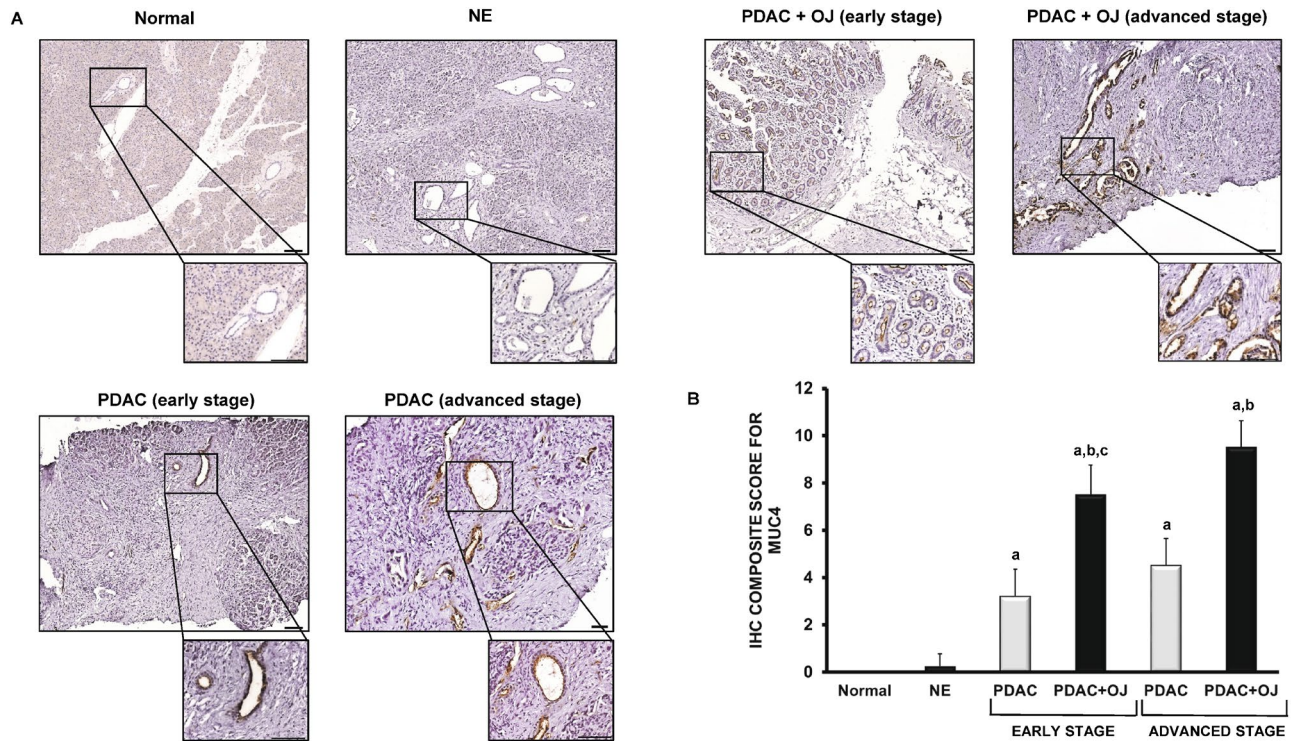 A
Normal
NE
PDAC + OJ (early stage)
PDAC + OJ (advanced stage)
PDAC (early stage)
PDAC (advanced stage)
B
IHC COMPOSITE SCORE FOR
MUC4
12
10
8
6
4
2
0
a
a,b,c
a
a,b
Normal
NE
PDAC
PDAC+OJ
PDAC
PDAC+OJ
EARLY STAGE
ADVANCED STAGE